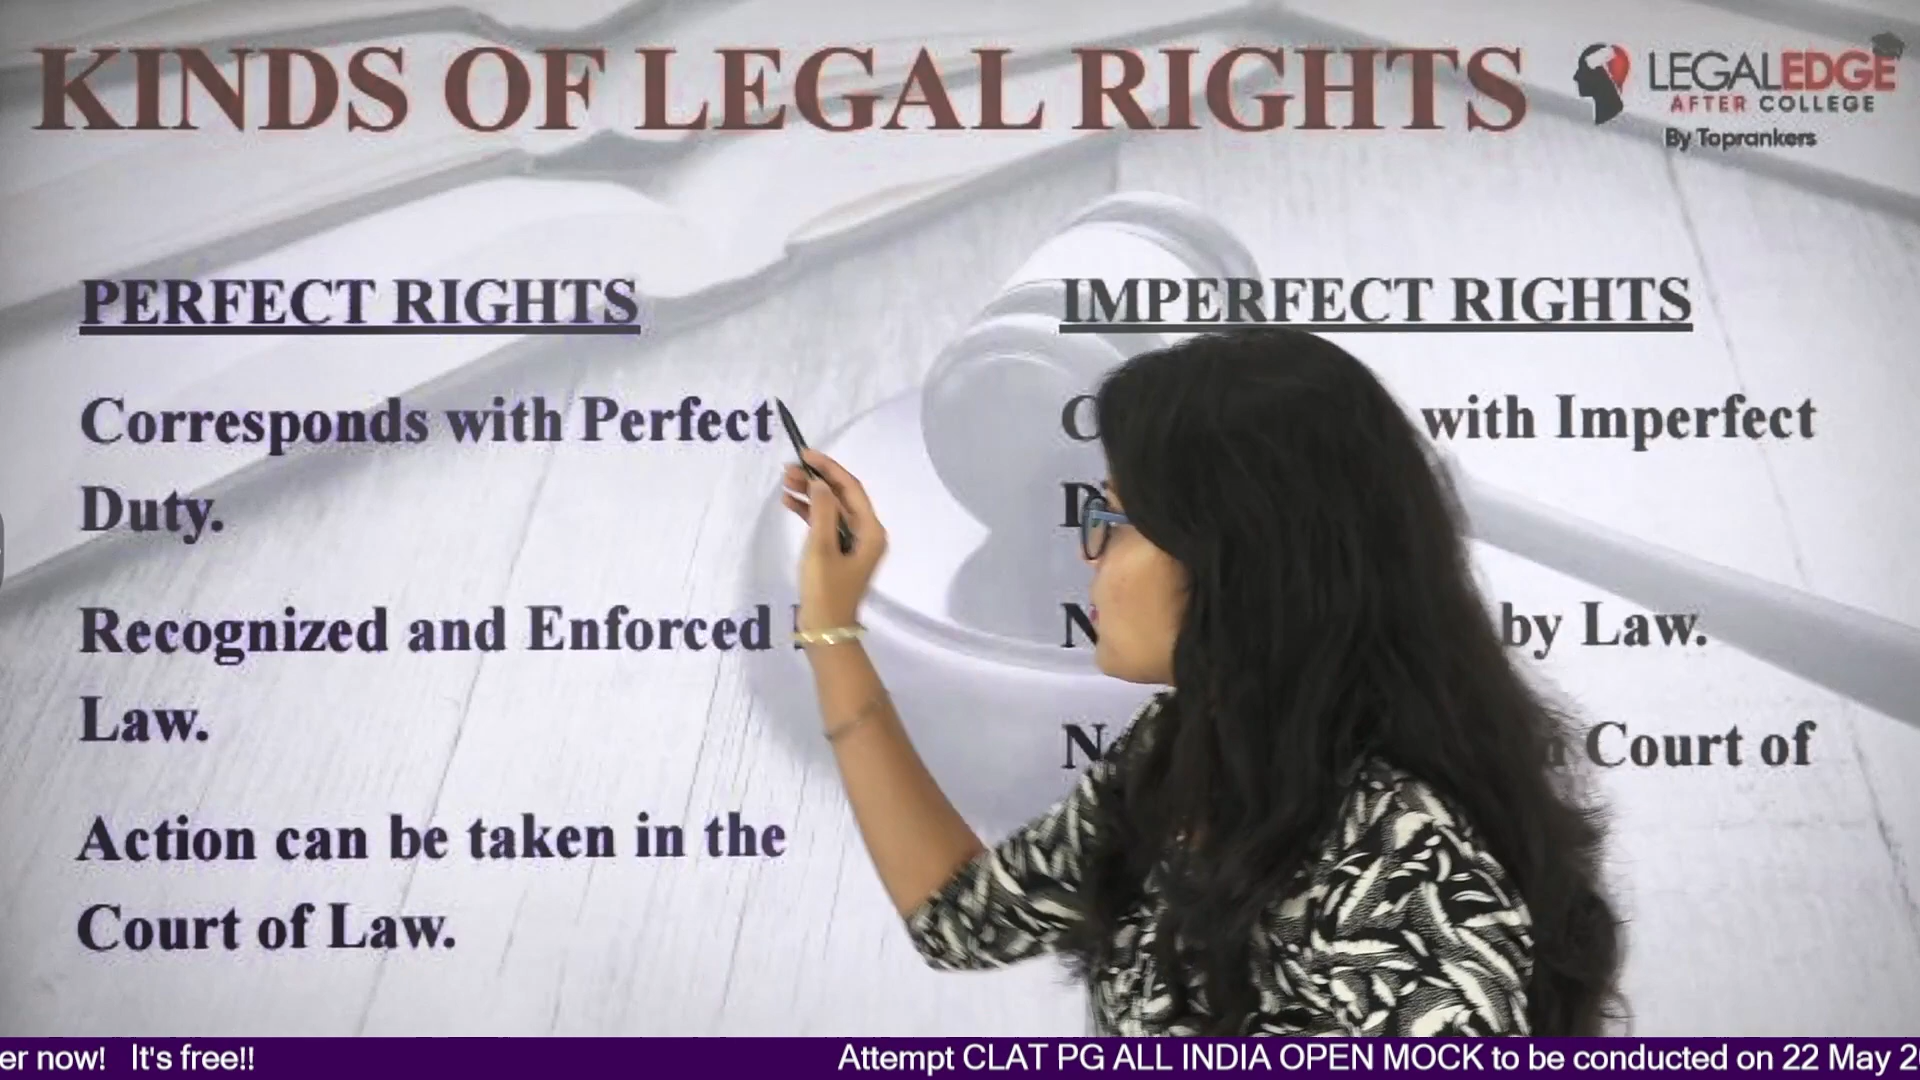 KINDS OF LEGAL RIGHTS
LEGALEDGE
AFTER COLLEGE
By Toprankers
PERFECT RIGHTS
Corresponds with Perfect
Duty.
Recognized and Enforced
Law.
Action can be taken in the
Court of Law.
IMPERFECT RIGHTS
with Imperfect
by Law.
Court of
er now! It's free!!
Attempt CLAT PG ALL INDIA OPEN MOCK to be conducted on 22 May